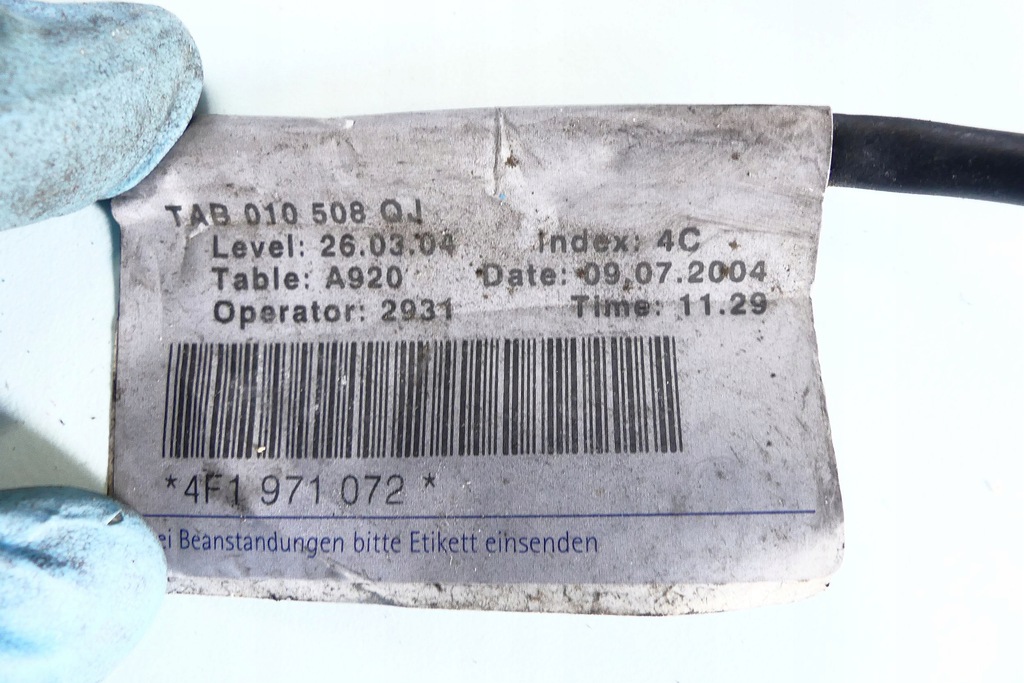 TAB 010 508 QJ
Level: 26.03.04 Index: 4C
Table: A920 Date: 09.07.2004
Operator: 2931 Time: 11.29
*4F1 971 072 *
ei Beanstandungen bitte Etikett einsenden